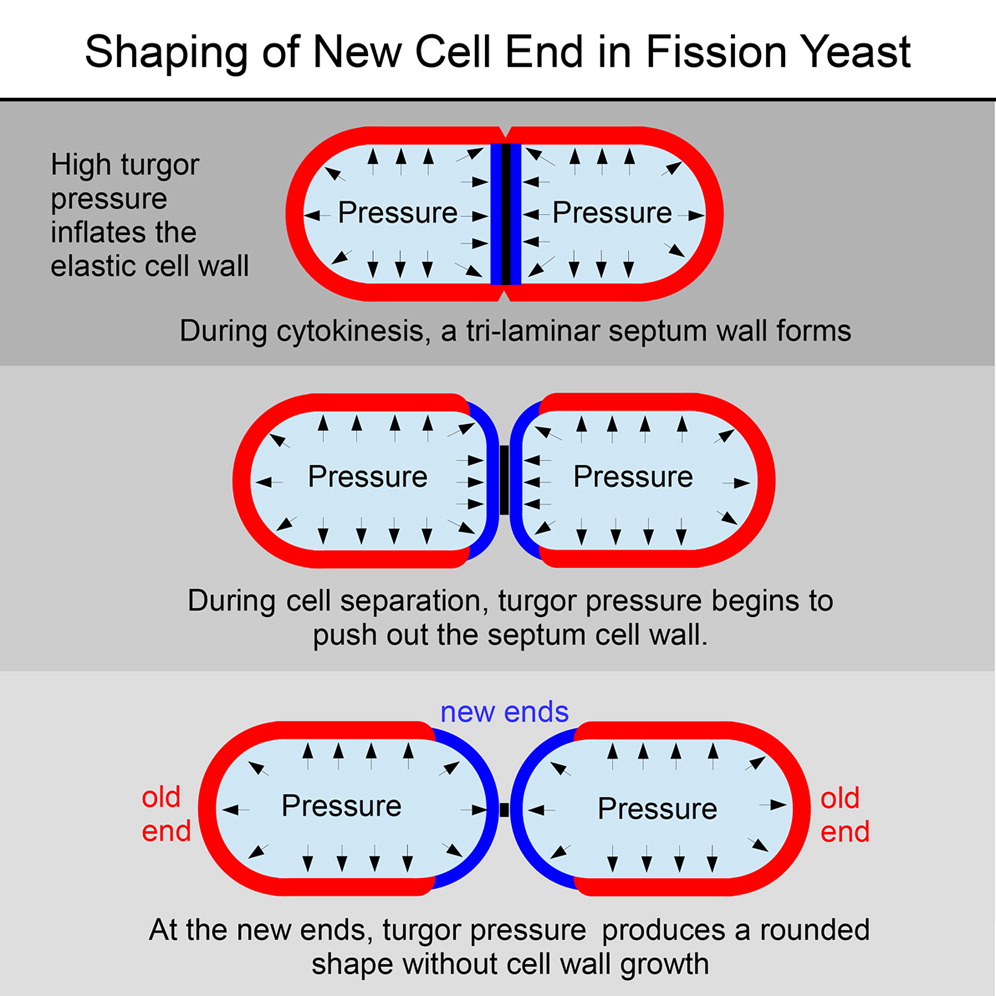 Shaping of New Cell End in Fission Yeast
High turgor
pressure
inflates the
elastic cell wall
Pressure
Pressure
During cytokinesis, a tri-laminar septum wall forms
Pressure
Pressure
During cell separation, turgor pressure begins to
push out the septum cell wall.
new ends
old
end
Pressure
Pressure
old
end
At the new ends, turgor pressure  produces a rounded
shape without cell wall growth